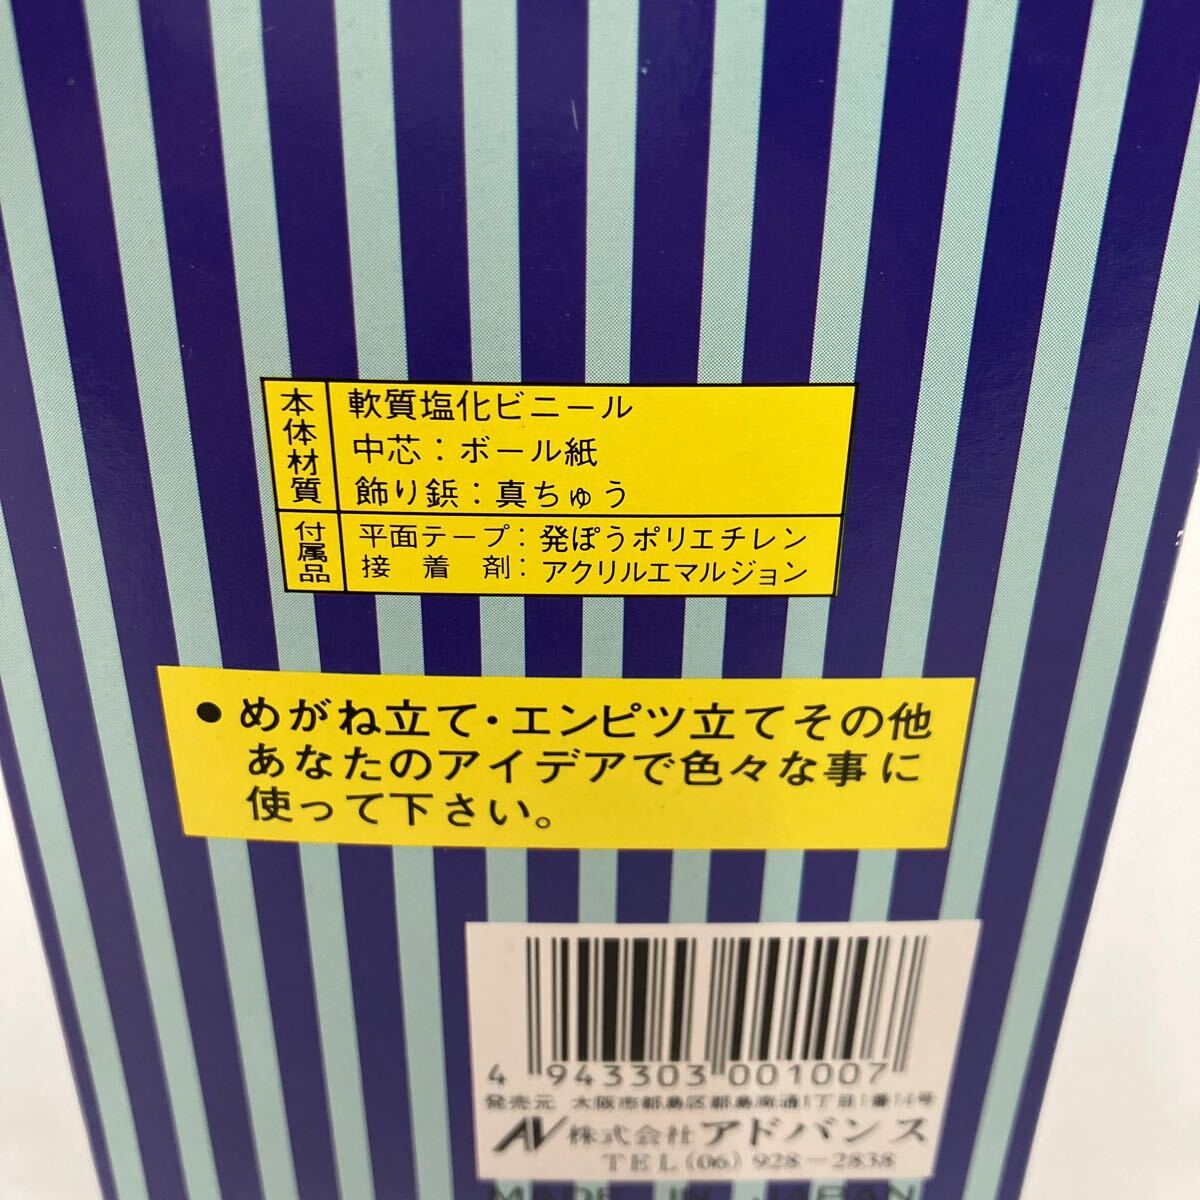 本体材質
軟質塩化ビニール
中芯：ボール紙
飾り鋲：真ちゅう
付属品
平面テープ：発ぽうポリエチレン
接着剤：アクリルエマルジョン
●めがね立て・エンピツ立てその他
あなたのアイデアで色々な事に
使って下さい。
4 943303 001007
発売元 大阪市都島区都島南通1丁目1番14号
株式会社アドバンス
TEL(06)928-2838
MADE IN JAPAN